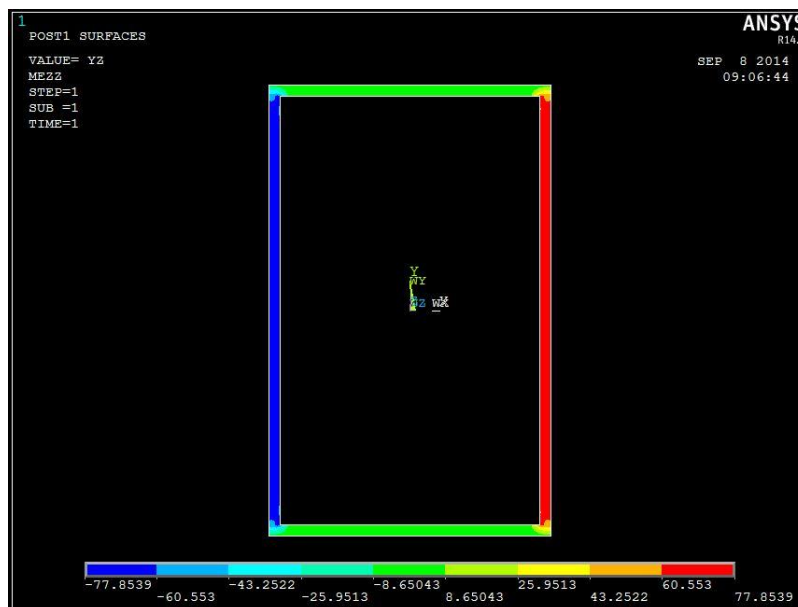 1
POST1 SURFACES
VALUE= YZ
MEZZ
STEP=1
SUB =1
TIME=1
ANSYS
R14.
SEP 8 2014
09:06:44
Y
WY
WX
-77.8539
-60.553
-43.2522
-25.9513
-8.65043
8.65043
25.9513
43.2522
60.553
77.8539